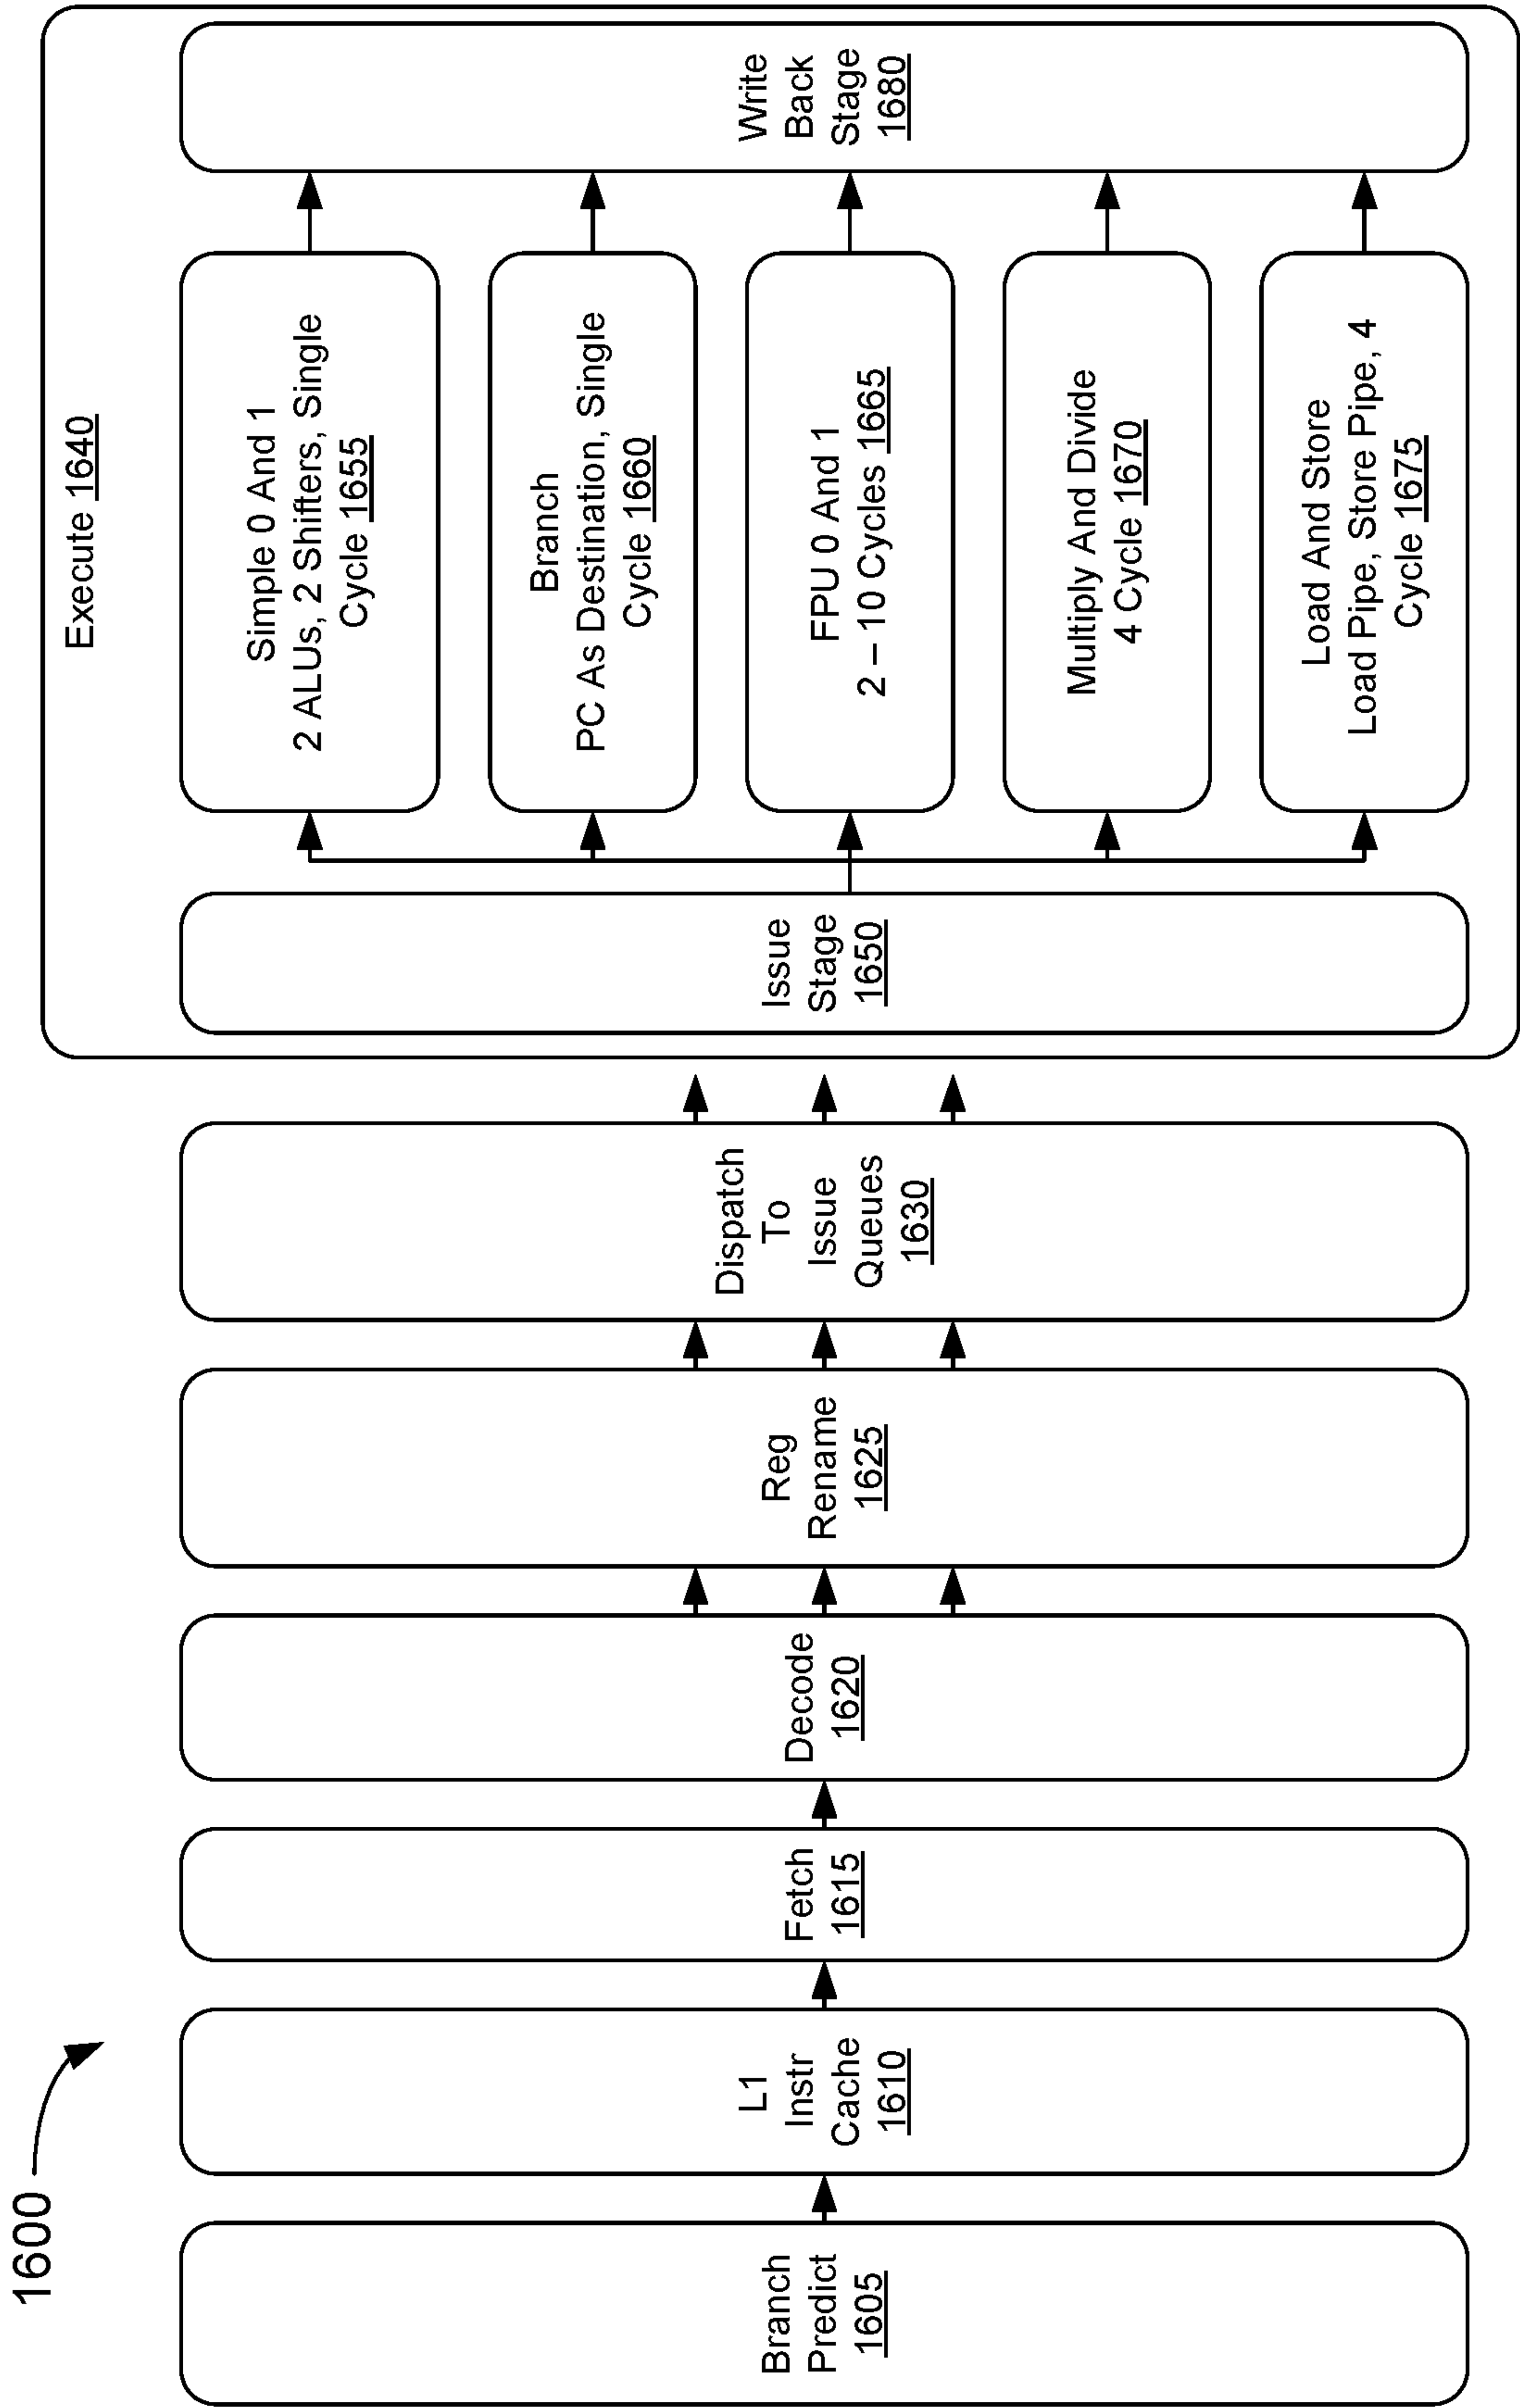 1600
Branch
Predict
1605
L1
Instr
Cache
1610
Fetch
1615
Decode
1620
Reg
Rename
1625
Dispatch
To
Issue
Queues
1630
Execute 1640
Issue
Stage
1650
Simple 0 And 1
2 ALUs, 2 Shifters, Single
Cycle 1655
Branch
PC As Destination, Single
Cycle 1660
FPU 0 And 1
2 – 10 Cycles 1665
Multiply And Divide
4 Cycle 1670
Load And Store
Load Pipe, Store Pipe, 4
Cycle 1675
Write
Back
Stage
1680